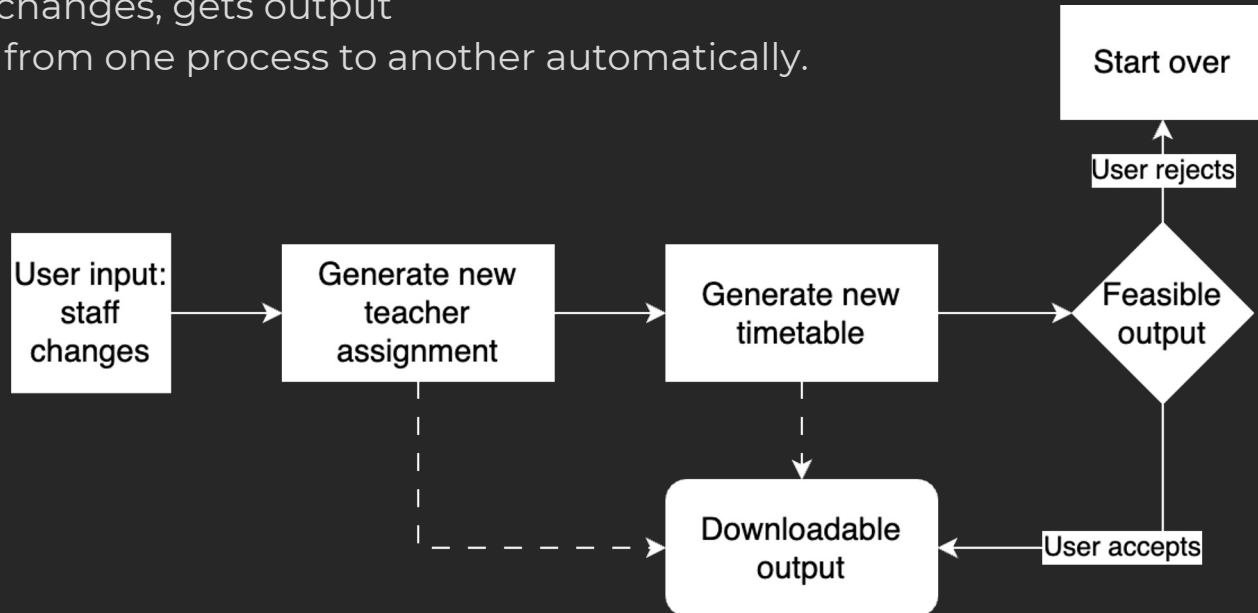 changes, gets output
from one process to another automatically.
Start over
User rejects
User input:
staff
changes
Generate new
teacher
assignment
Generate new
timetable
Feasible
output
Downloadable
output
User accepts